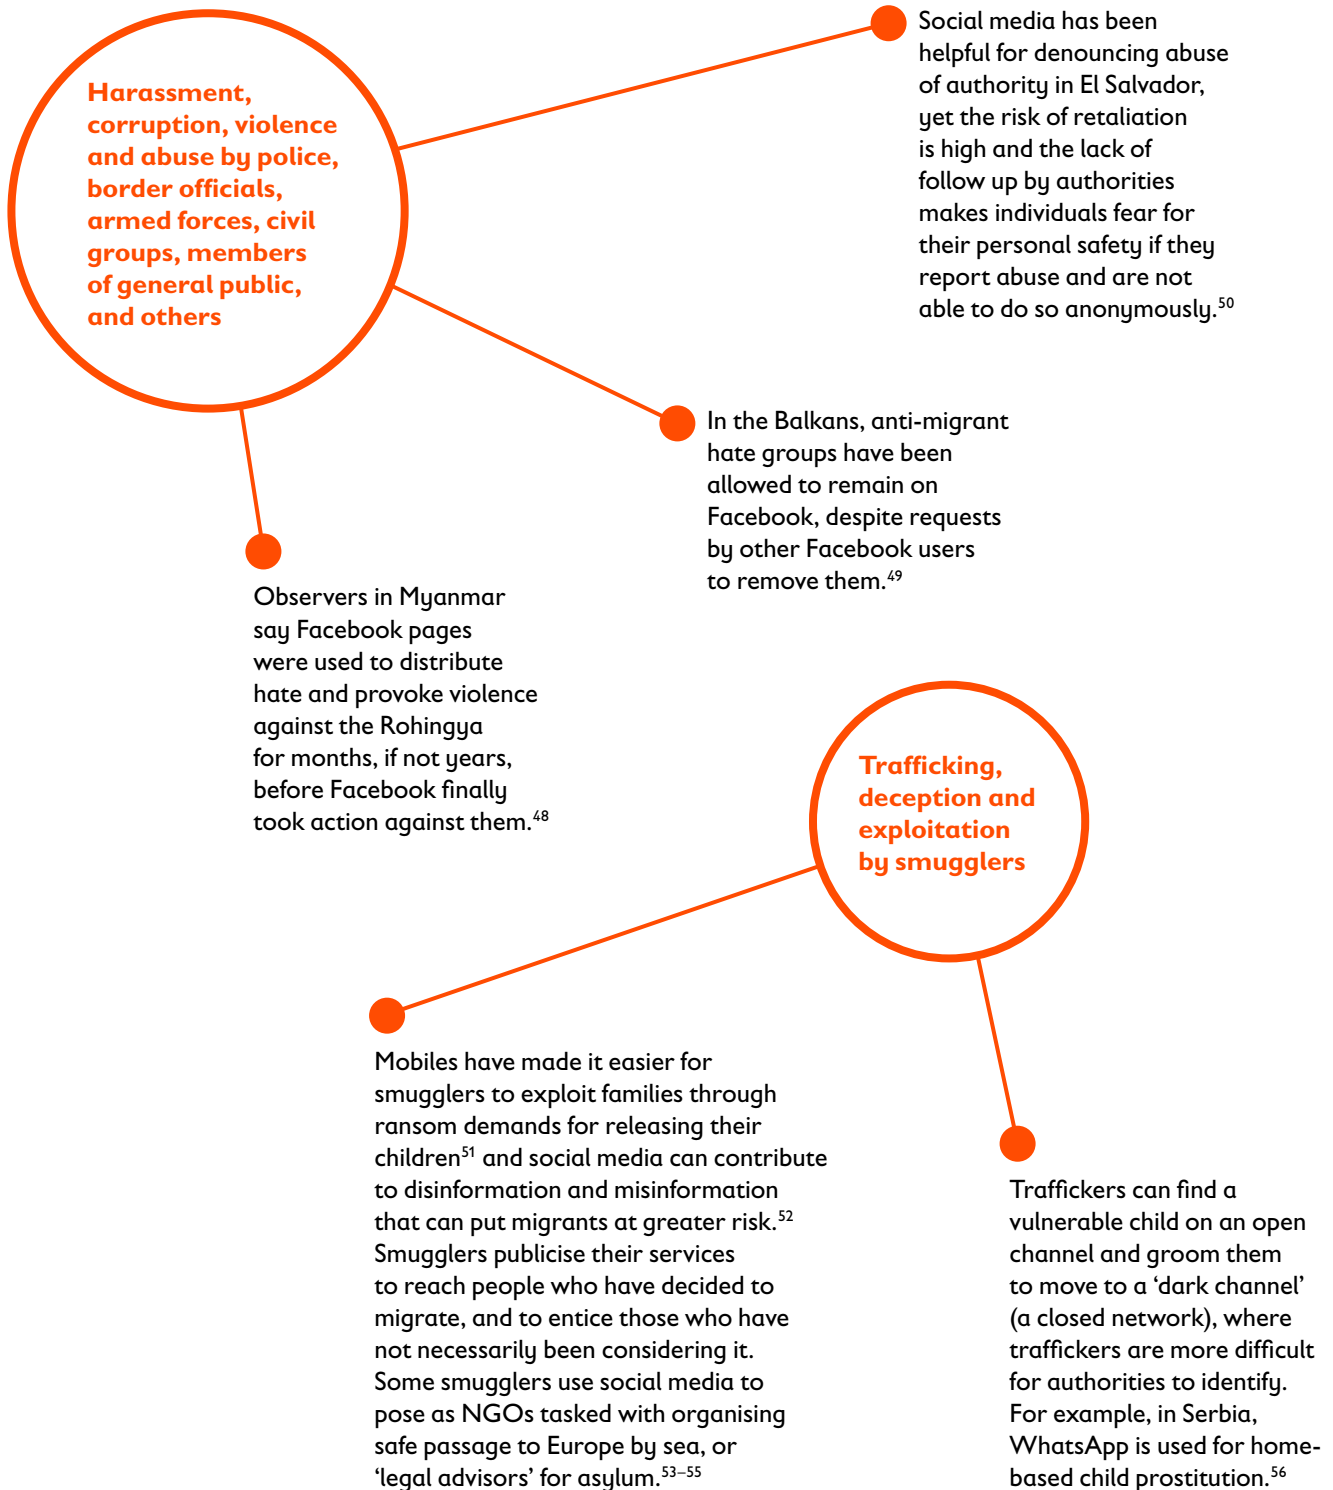 Harassment,
corruption, violence
and abuse by police,
border officials,
armed forces, civil
groups, members
of general public,
and others
Social media has been
helpful for denouncing abuse
of authority in El Salvador,
yet the risk of retaliation
is high and the lack of
follow up by authorities
makes individuals fear for
their personal safety if they
report abuse and are not
able to do so anonymously.50
In the Balkans, anti-migrant
hate groups have been
allowed to remain on
Facebook, despite requests
by other Facebook users
to remove them.49
Observers in Myanmar
say Facebook pages
were used to distribute
hate and provoke violence
against the Rohingya
for months, if not years,
before Facebook finally
took action against them.48
Trafficking,
deception and
exploitation
by smugglers
Mobiles have made it easier for
smugglers to exploit families through
ransom demands for releasing their
children51 and social media can contribute
to disinformation and misinformation
that can put migrants at greater risk.52
Smugglers publicise their services
to reach people who have decided to
migrate, and to entice those who have
not necessarily been considering it.
Some smugglers use social media to
pose as NGOs tasked with organising
safe passage to Europe by sea, or
‘legal advisors’ for asylum.53–55
Traffickers can find a
vulnerable child on an open
channel and groom them
to move to a ‘dark channel’
(a closed network), where
traffickers are more difficult
for authorities to identify.
For example, in Serbia,
WhatsApp is used for home-
based child prostitution.56